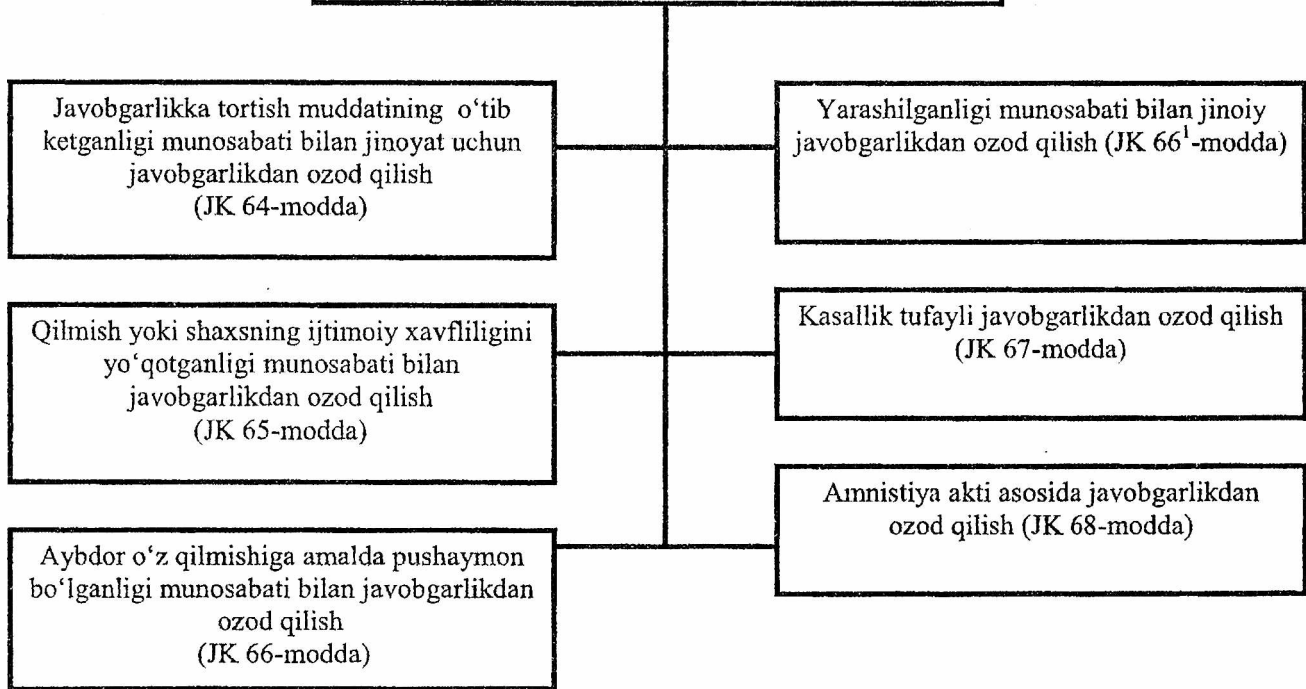 Javobgarlikka tortish muddatining o‘tib
ketganligi munosabati bilan jinoyat uchun
javobgarlikdan ozod qilish
(JK 64-modda)
Qilmish yoki shaxsning ijtimoiy xavfliligini
yo‘qotganligi munosabati bilan
javobgarlikdan ozod qilish
(JK 65-modda)
Aybdor o‘z qilmishiga amalda pushaymon
bo‘lganligi munosabati bilan javobgarlikdan
ozod qilish
(JK 66-modda)
Yarashilganligi munosabati bilan jinoiy
javobgarlikdan ozod qilish (JK 66¹-modda)
Kasallik tufayli javobgarlikdan ozod qilish
(JK 67-modda)
Amnistiya akti asosida javobgarlikdan
ozod qilish (JK 68-modda)